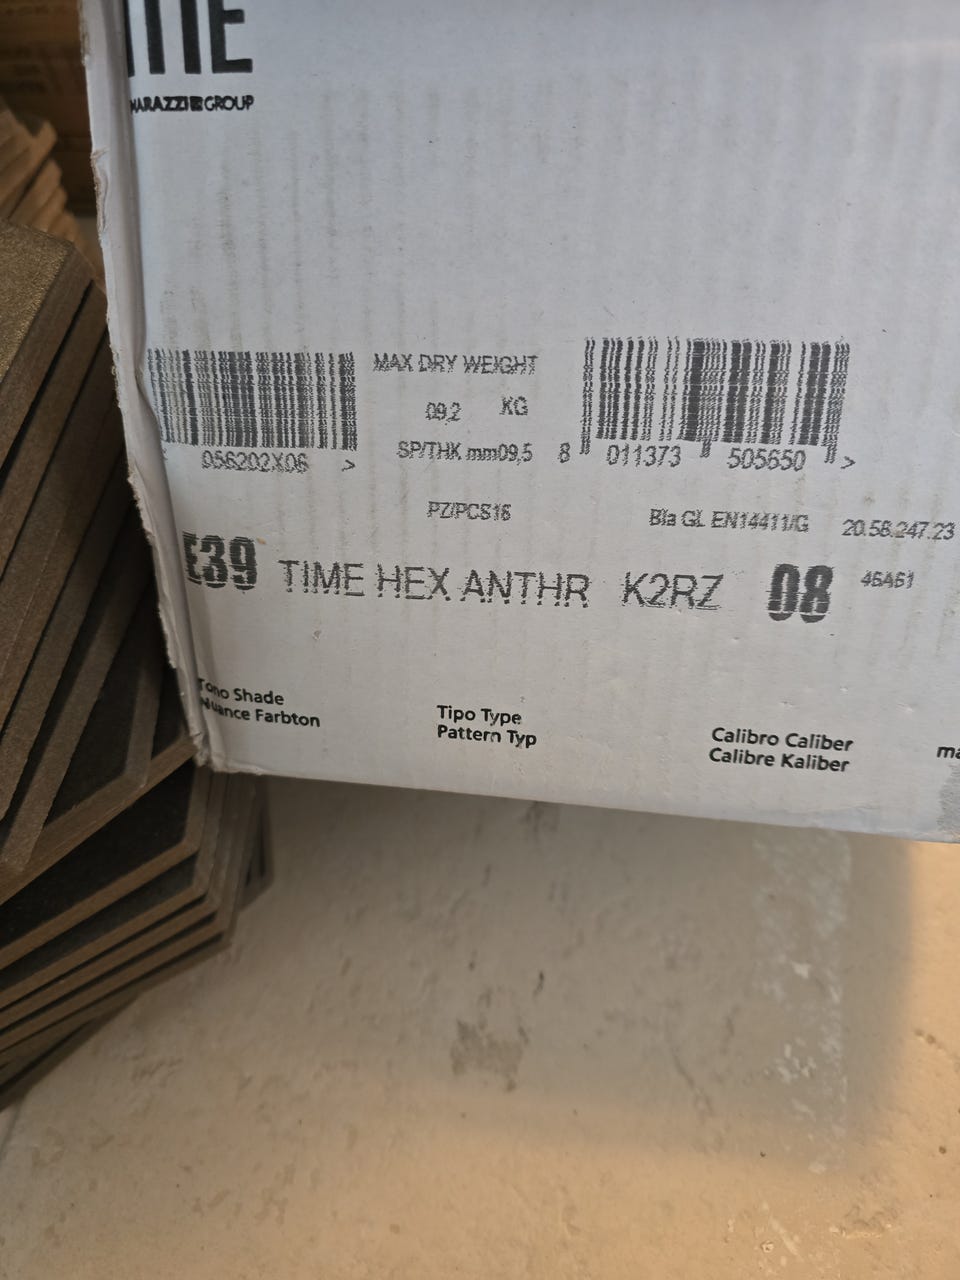 MARAZZI GROUP
MAX DRY WEIGHT
09,2 KG
056202X06 >
SP/THK mm09,5
8 011373 505650 >
PZ/PCS16
BIa GL EN14411/G
20.58.247.23
E39 TIME HEX ANTHR K2RZ 08 46A61
Tono Shade
Nuance Farbton
Tipo Type
Pattern Typ
Calibro Caliber
Calibre Kaliber